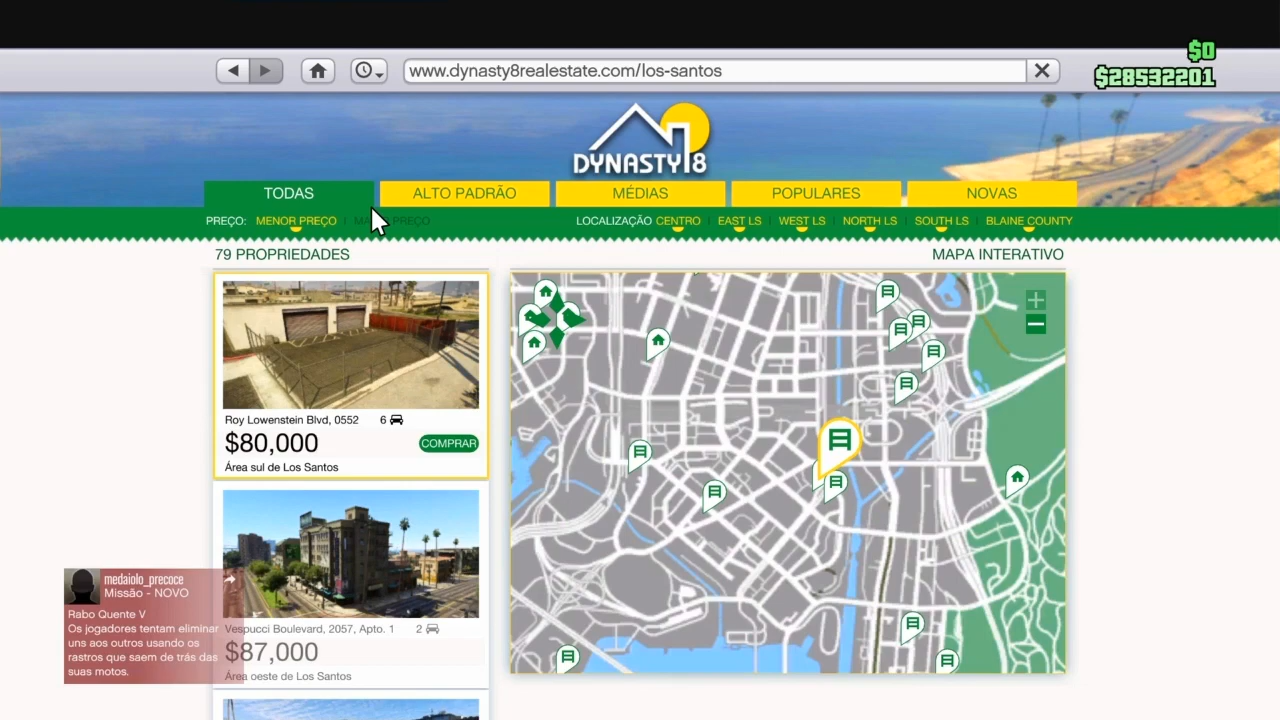 $0
$28532201
www.dynasty8realestate.com/los-santos
DYNASTY 8
TODAS
ALTO PADRÃO
MÉDIAS
POPULARES
NOVAS
PREÇO: MENOR PREÇO | PREÇO
LOCALIZAÇÃO CENTRO | EAST LS | WEST LS | NORTH LS | SOUTH LS | BLAINE COUNTY
79 PROPRIEDADES
MAPA INTERATIVO
Roy Lowenstein Blvd, 0552 6
$80,000
COMPRAR
Área sul de Los Santos
Vespucci Boulevard, 2057, Apto. 1 2
$87,000
Área oeste de Los Santos
medaiolo_precoce
Missão - NOVO
Rabo Quente V
Os jogadores tentam eliminar
uns aos outros usando os
rastros que saem de trás das
suas motos.